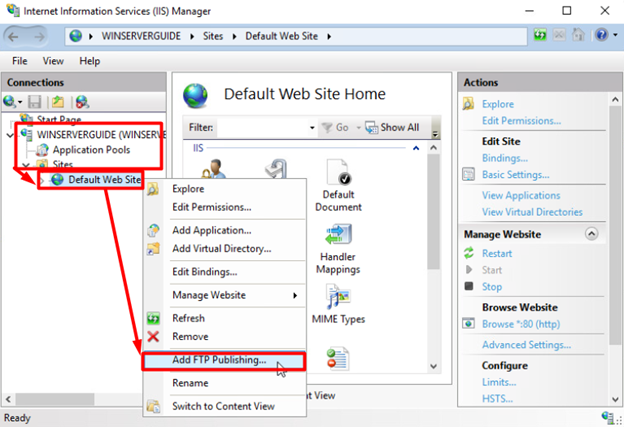 Internet Information Services (IIS) Manager
WINSERVERGUIDE
Sites
Default Web Site
File
View
Help
Connections
Start Page
WINSERVERGUIDE (WINSERVE
Application Pools
Sites
Default Web Site
Explore
Edit Permissions...
Add Application...
Add Virtual Directory...
Edit Bindings...
Manage Website
Refresh
Remove
Add FTP Publishing...
Rename
Switch to Content View
Default Web Site Home
Filter:
Go
Show All
IIS
Default
Document
Handler
Mappings
MIME Types
nt View
Actions
Explore
Edit Permissions...
Edit Site
Bindings...
Basic Settings...
View Applications
View Virtual Directories
Manage Website
Restart
Start
Stop
Browse Website
Browse *:80 (http)
Advanced Settings...
Configure
Limits...
HSTS...
Ready